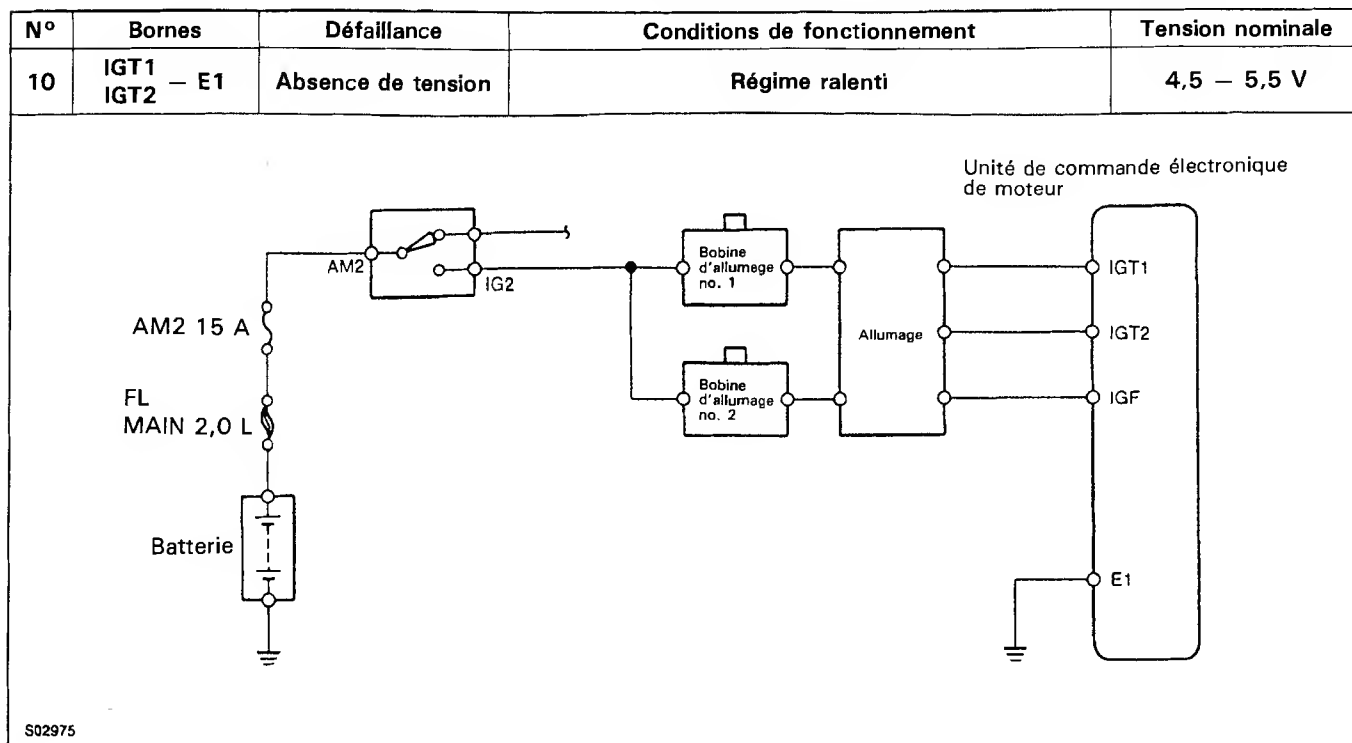 N° Bornes Défaillance Conditions de fonctionnement Tension nominale
10 IGT1 IGT2 — E1 Absence de tension Régime ralenti 4,5 — 5,5 V
Unité de commande électronique
de moteur
AM2
IG2
AM2 15 A
FL
MAIN 2,0 L
Batterie
Bobine
d'allumege
no. 1
Bobine
d'allumage
no. 2
Allumage
IGT1
IGT2
IGF
E1
S02975